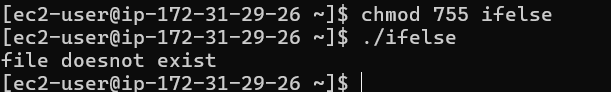 [ec2-user@ip-172-31-29-26 ~]$ chmod 755 ifelse
[ec2-user@ip-172-31-29-26 ~]$ ./ifelse
file doesnot exist
[ec2-user@ip-172-31-29-26 ~]$